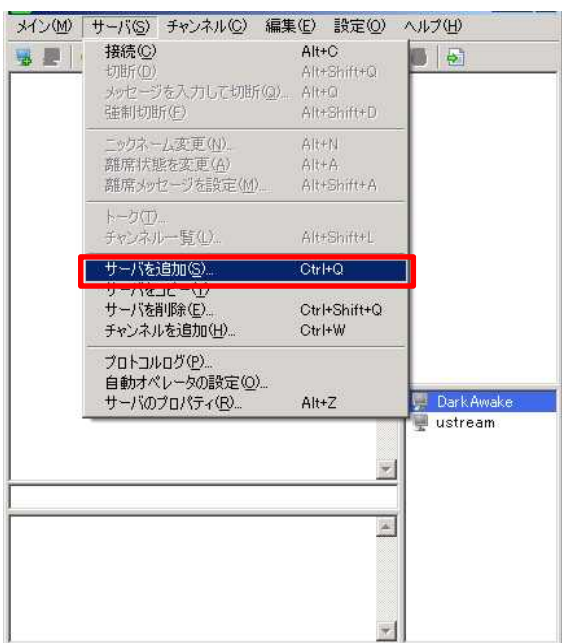 メイン(M) サーバ(S) チャンネル(C) 編集(E) 設定(O) ヘルプ(H)
接続(C) Alt+C
切断(D) Alt+Shift+Q
メッセージを入力して切断(Q)... Alt+Q
強制切断(F) Alt+Shift+D
ニックネーム変更(N)... Alt+N
離席状態を変更(A) Alt+A
離席メッセージを設定(M)... Alt+Shift+A
トーク(T)...
チャンネル一覧(L)... Alt+Shift+L
サーバを追加(S)... Ctrl+Q
サーバをコピー(Y)
サーバを削除(E)... Ctrl+Shift+Q
チャンネルを追加(H)... Ctrl+W
プロトコルログ(P)...
自動オペレータの設定(O)...
サーバのプロパティ(R)... Alt+Z
DarkAwake
ustream